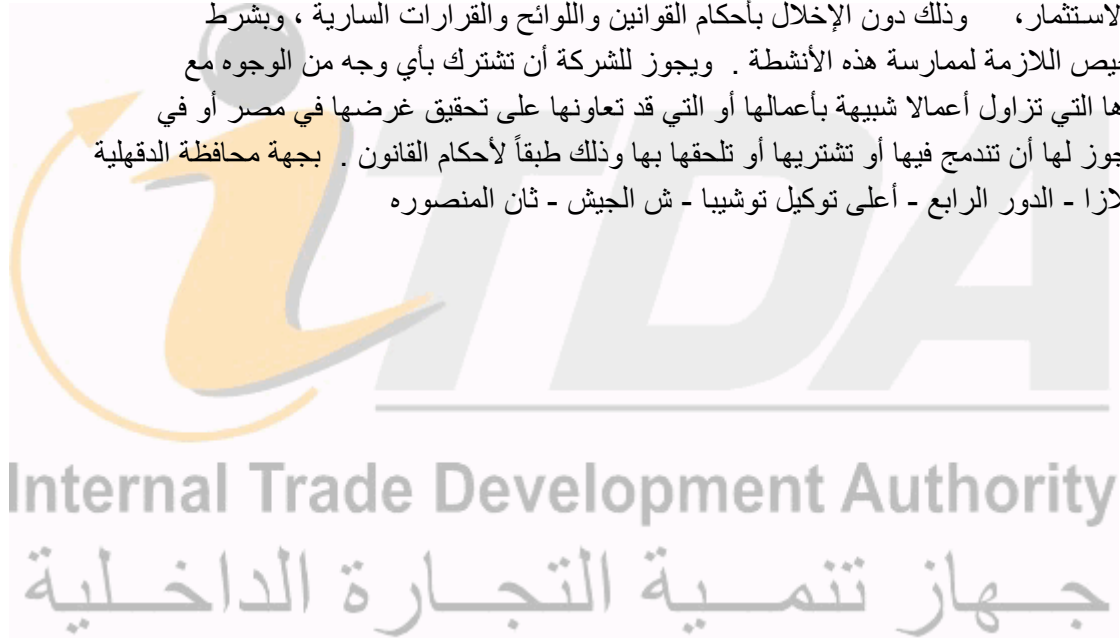 لاستثمار، وذلك دون الإخلال بأحكام القوانين واللوائح والقرارات السارية ، وبشرط
يص اللازمة لممارسة هذه الأنشطة . ويجوز للشركة أن تشترك بأي وجه من الوجوه مع
ها التي تزاول أعمالا شبيهة بأعمالها أو التي قد تعاونها على تحقيق غرضها في مصر أو في
جوز لها أن تندمج فيها أو تشتريها أو تلحقها بها وذلك طبقاً لأحكام القانون . بجهة محافظة الدقهلية
لازا - الدور الرابع - أعلى توكيل توشيبا - ش الجيش - ثان المنصوره
iTDA
Internal Trade Development Authority
جهاز تنمية التجارة الداخلية